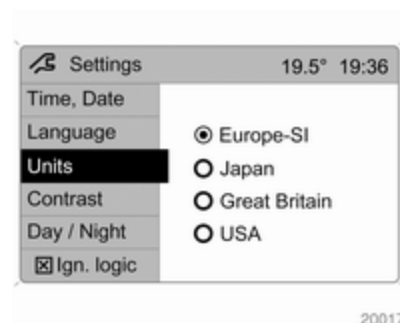 Settings 19.5° 19:36
Time, Date
Language
Units
Contrast
Day / Night
Ign. logic
Europe-SI
Japan
Great Britain
USA
20017